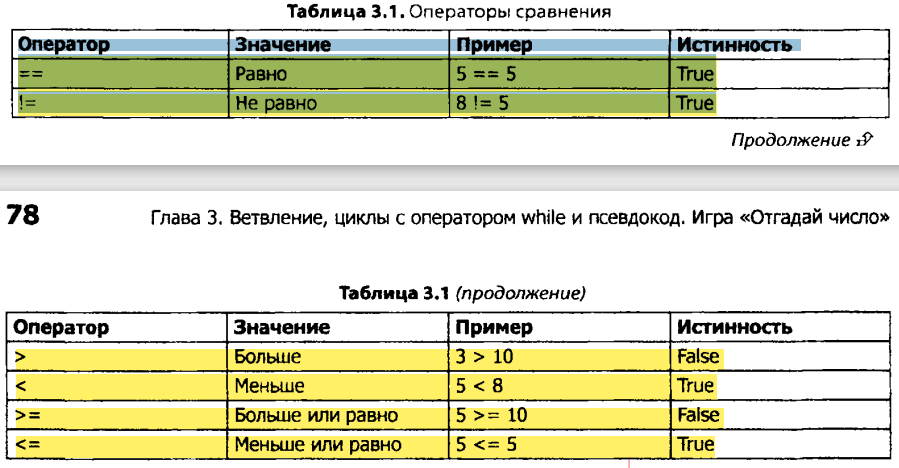 Таблица 3.1. Операторы сравнения
Оператор Значение Пример Истинность
== Равно 5 == 5 True
!= Не равно 8 != 5 True
Продолжение
78 Глава 3. Ветвление, циклы с оператором while и псевдокод. Игра «Отгадай число»
Таблица 3.1 (продолжение)
Оператор Значение Пример Истинность
> Больше 3 > 10 False
< Меньше 5 < 8 True
>= Больше или равно 5 >= 10 False
<= Меньше или равно 5 <= 5 True